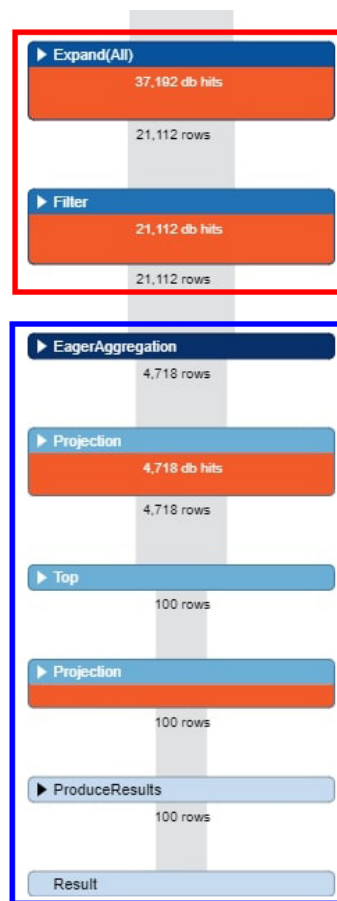 Expand(All)
37,192 db hits
21,112 rows
Filter
21,112 db hits
21,112 rows
EagerAggregation
4,718 rows
Projection
4,718 db hits
4,718 rows
Top
100 rows
Projection
100 rows
ProduceResults
100 rows
Result